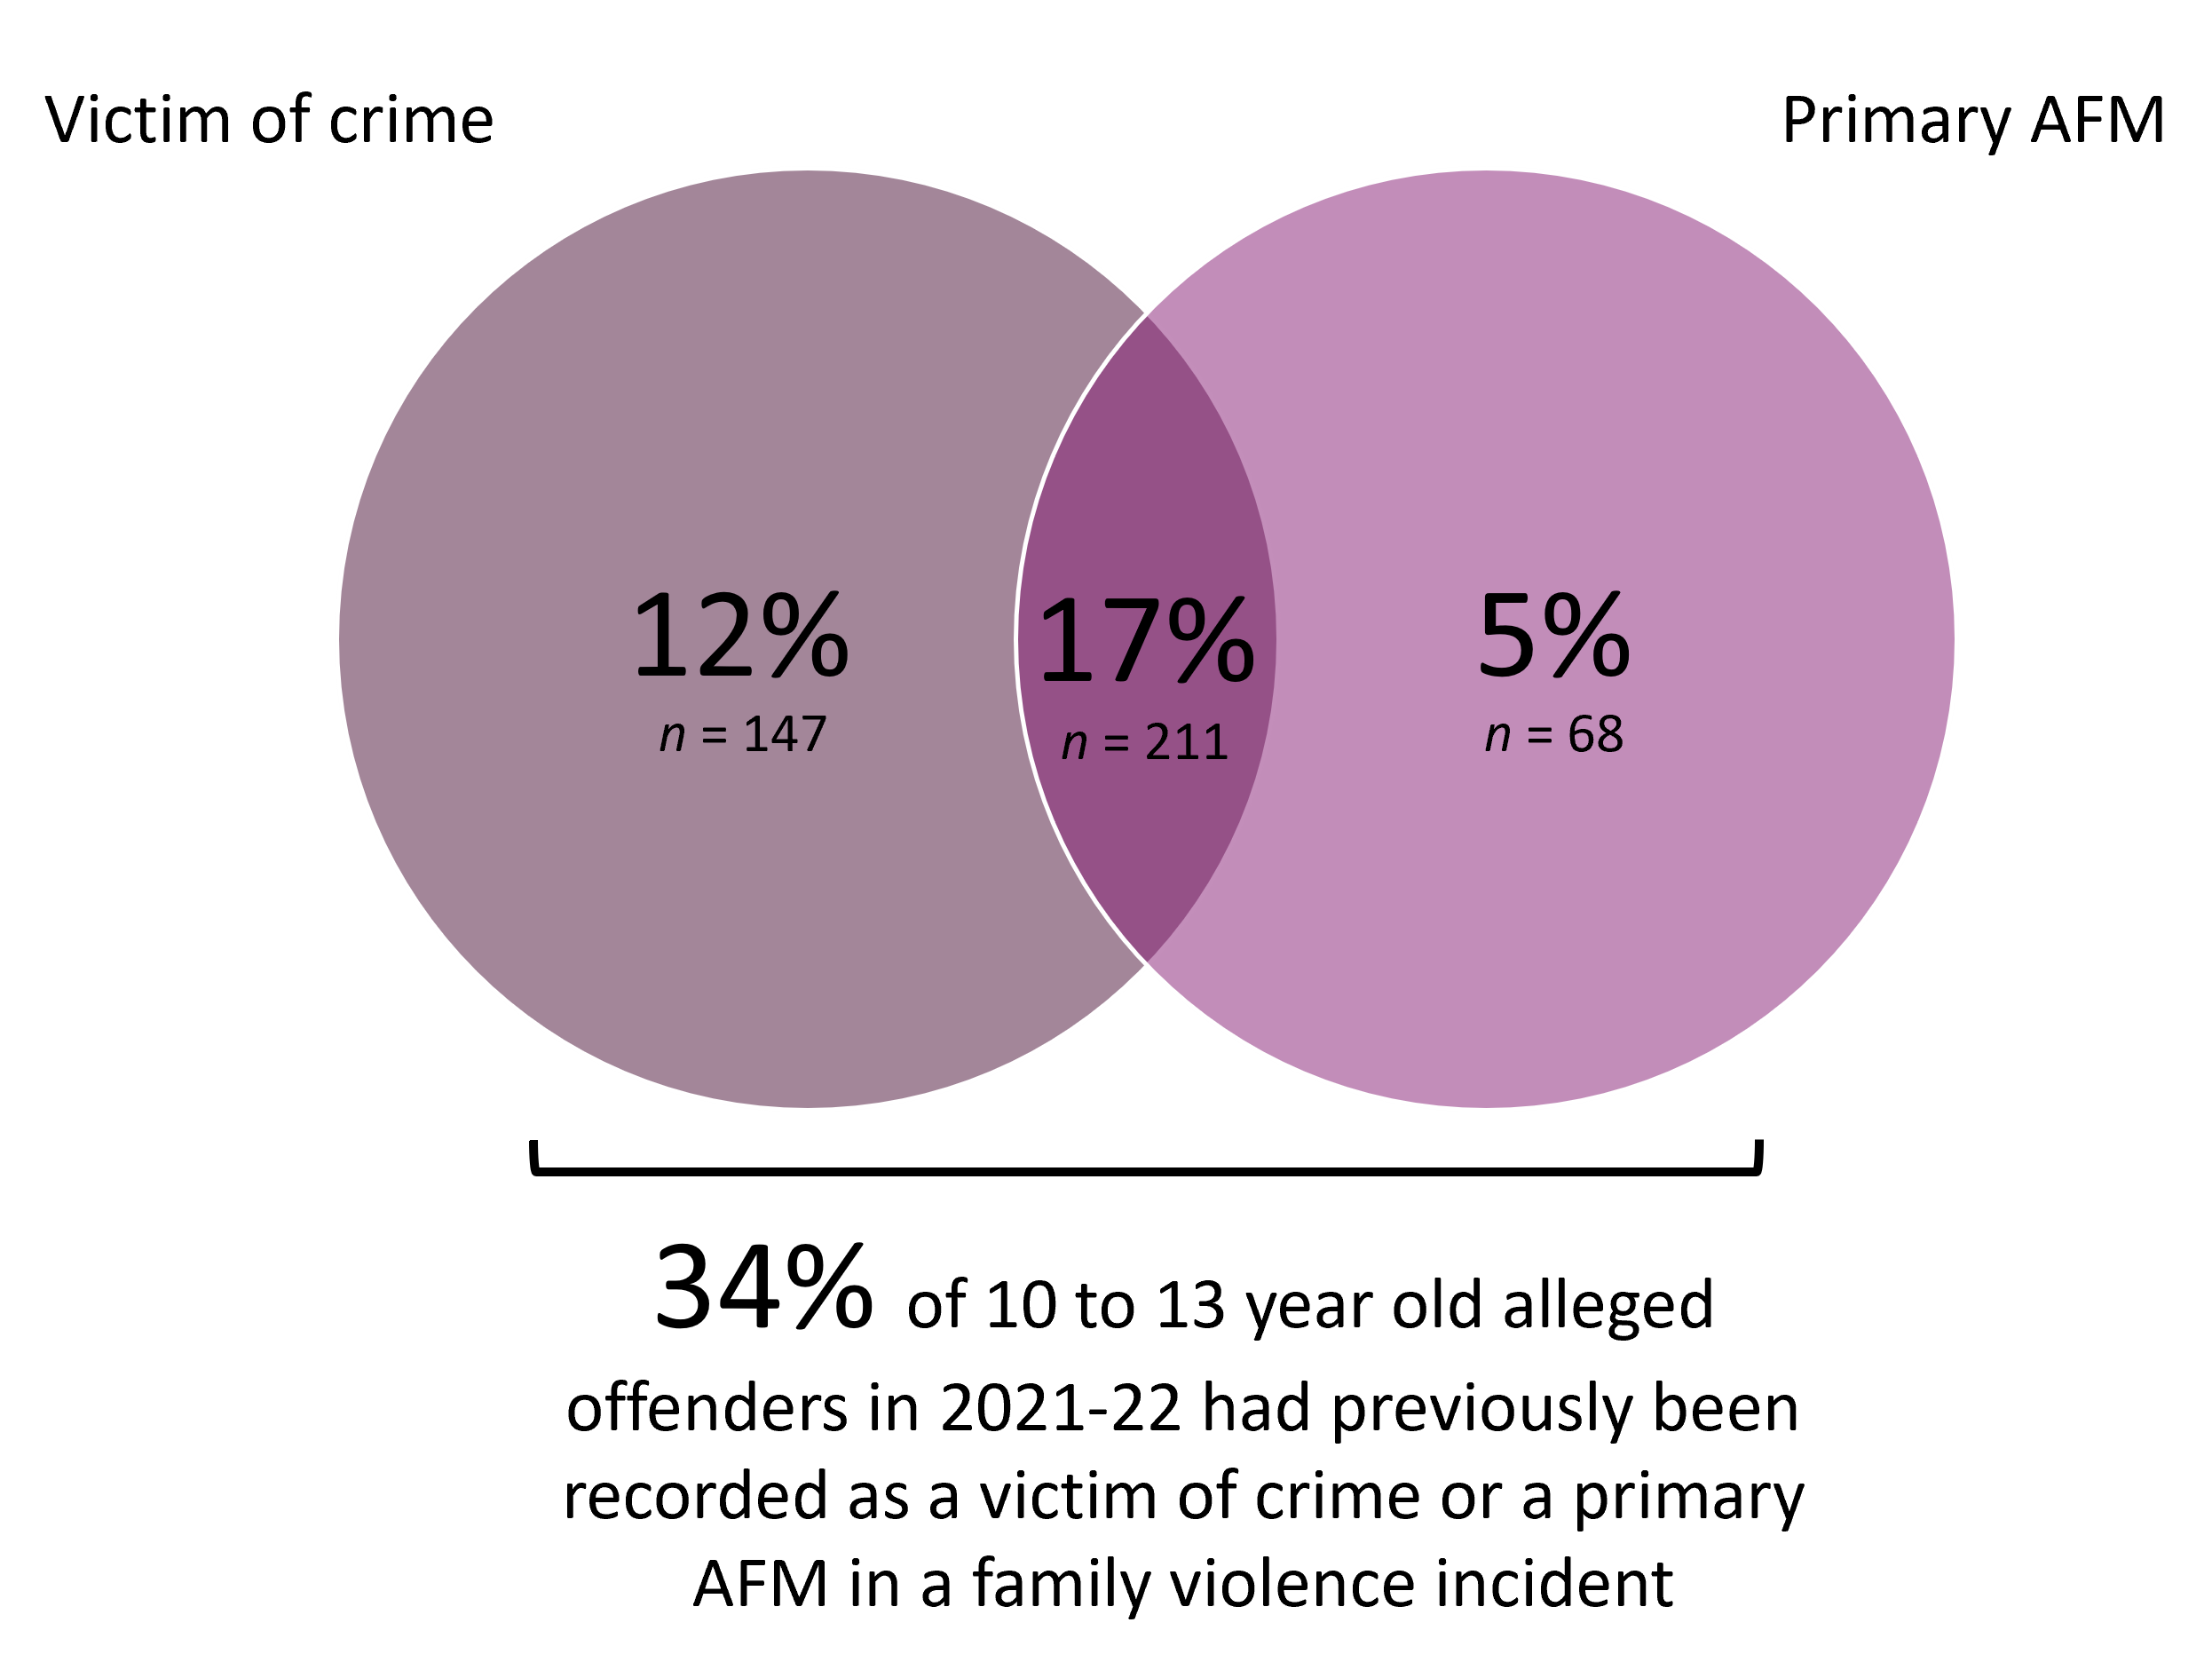 Victim of crime
Primary AFM
12%
n = 147
17%
n = 211
5%
n = 68
34% of 10 to 13 year old alleged
offenders in 2021-22 had previously been
recorded as a victim of crime or a primary
AFM in a family violence incident